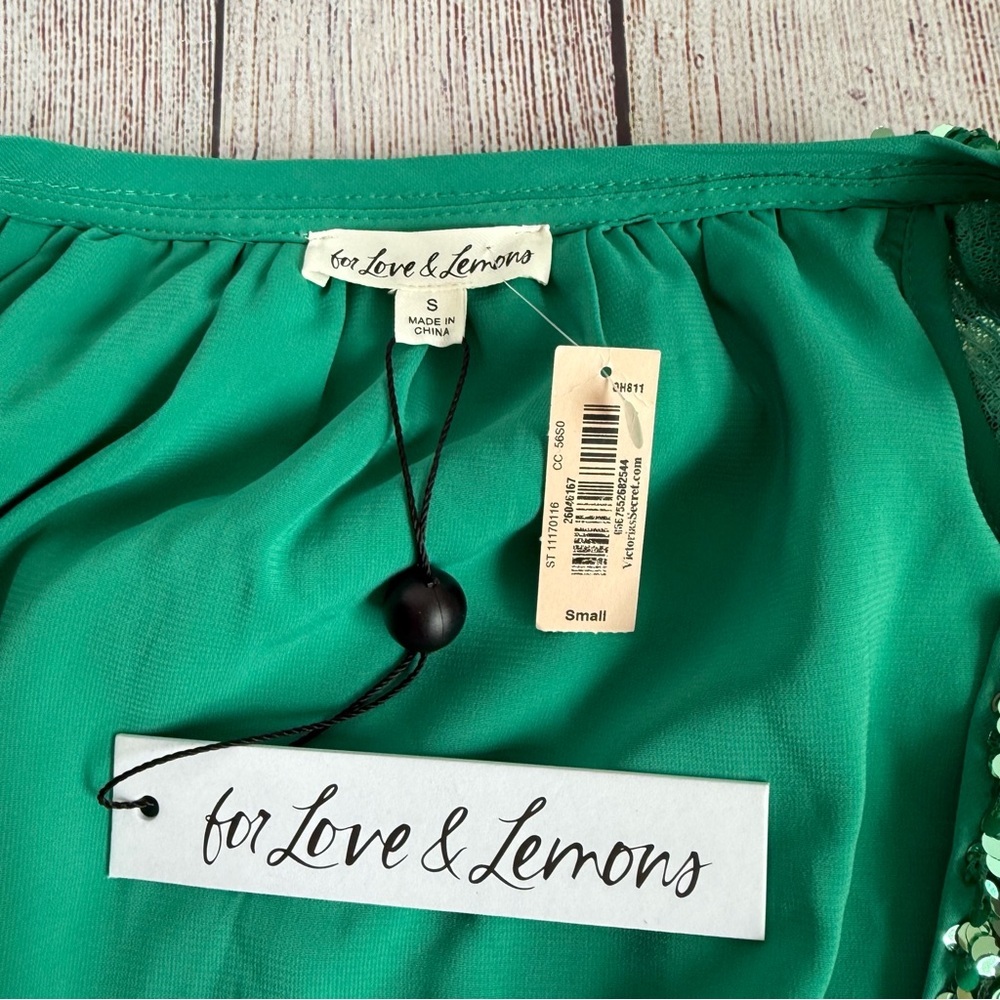 for Love & Lemons
S
MADE IN
CHINA
0H811
CC 56S0
ST 11170116
26046167
VictoriasSecret.com
Small
for Love & Lemons